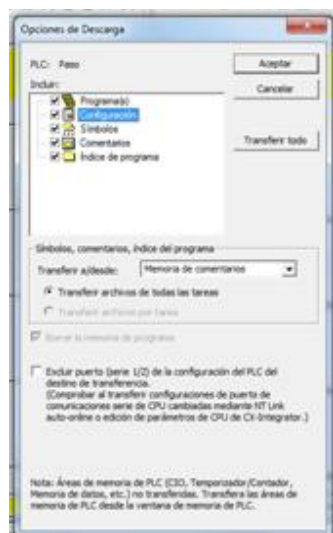 Opciones de Descarga
PLC: Paso
Aceptar
Incluir:
Cancelar
Programa(s)
Configuración
Símbolos
Comentarios
Índice de programa
Transferir todo
Símbolos, comentarios, índice del programa
Transferir a/desde:
Memoria de comentarios
Transferir archivos de todas las tareas
Transferir archivos por tarea
Borrar la memoria de programa
Excluir puerto (serie 1/2) de la configuración del PLC del
destino de transferencia.
(Comprobar al transferir configuraciones de puerto de
comunicaciones serie de CPU cambiadas mediante NT Link
auto-online o edición de parámetros de CPU de CX-Integrator.)
Nota: Áreas de memoria de PLC (CIO, Temporizador/Contador,
Memoria de datos, etc.) no transferidas. Transfiera las áreas de
memoria de PLC desde la ventana de memoria de PLC.